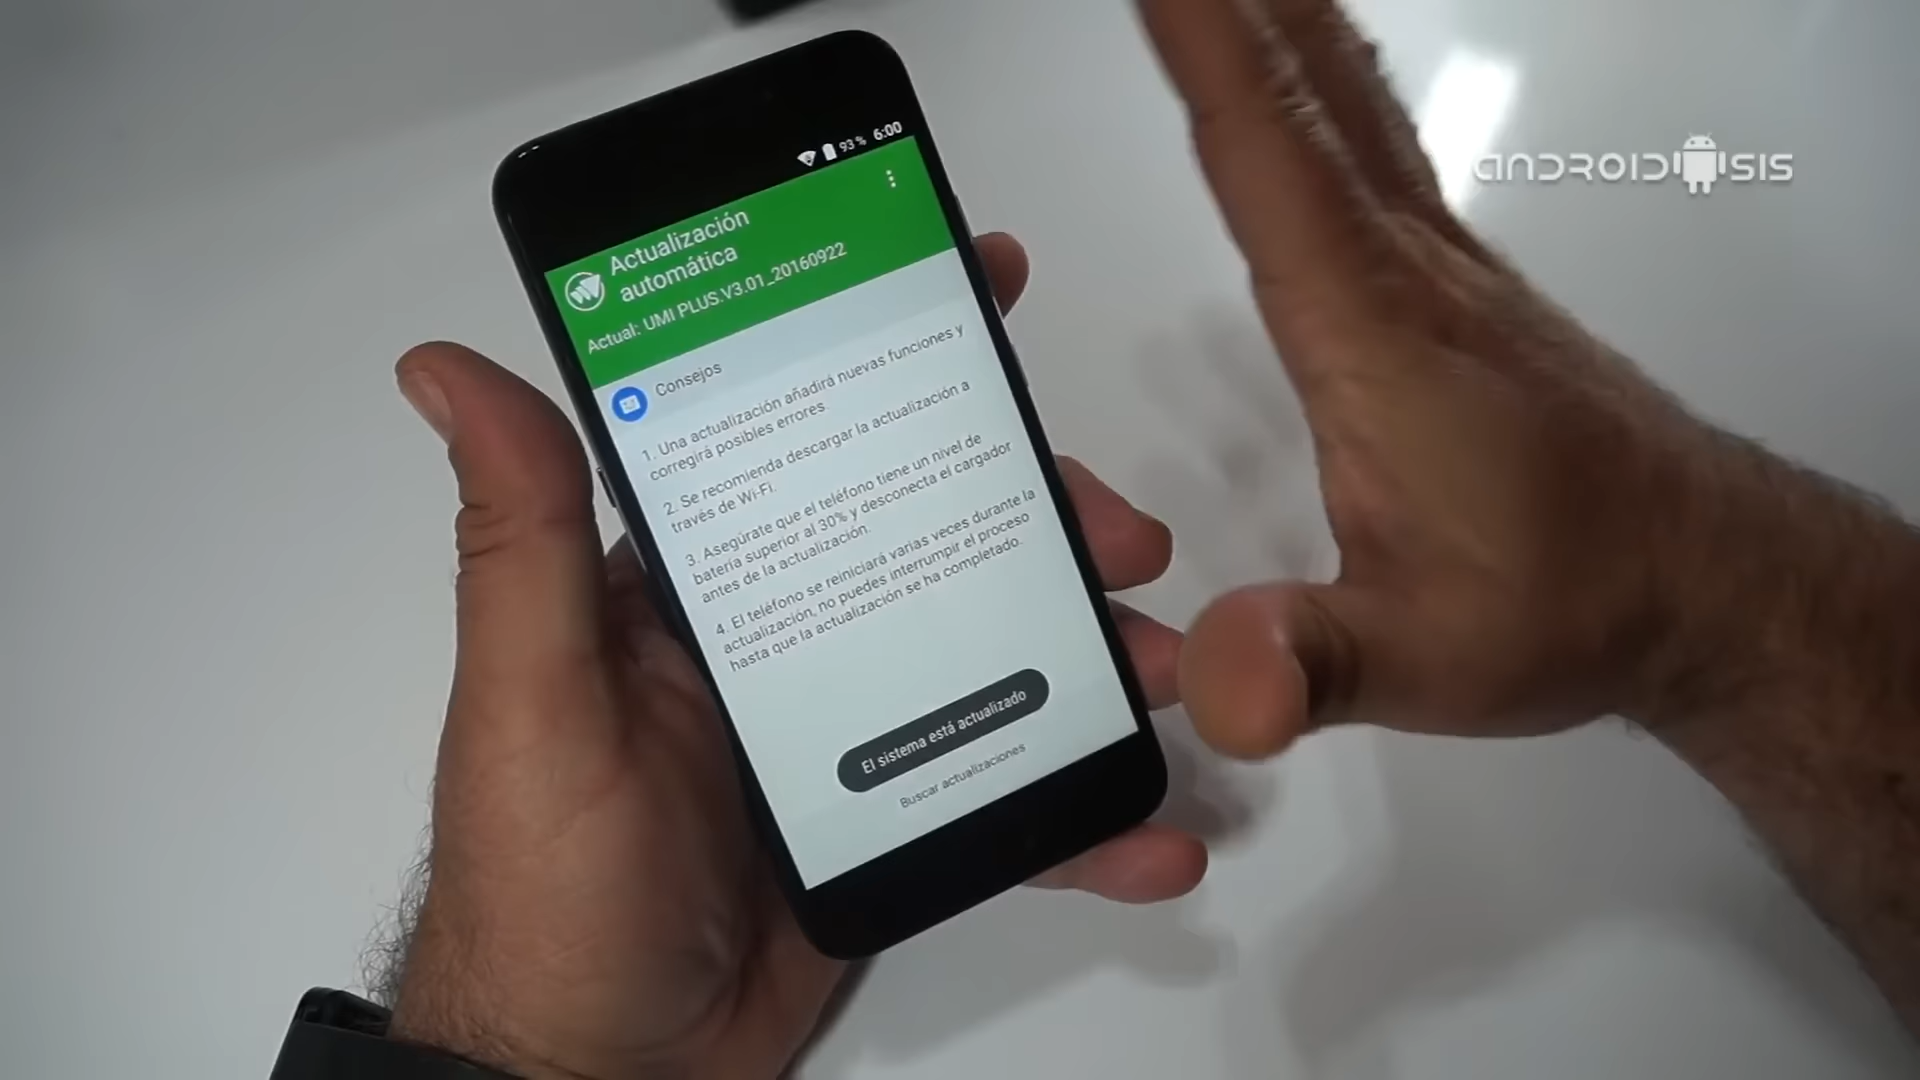 93 % 6:00
ANDROIDSIS
Actualización
automática
Actual: UMI PLUS.V3.01_20160922
Consejos
1. Una actualización añadirá nuevas funciones y
corregirá posibles errores.
2. Se recomienda descargar la actualización a
través de Wi-Fi.
3. Asegúrate que el teléfono tiene un nivel de
batería superior al 30% y desconecta el cargador
antes de la actualización.
4. El teléfono se reiniciará varias veces durante la
actualización, no puedes interrumpir el proceso
hasta que la actualización se ha completado.
El sistema está actualizado
Buscar actualizaciones